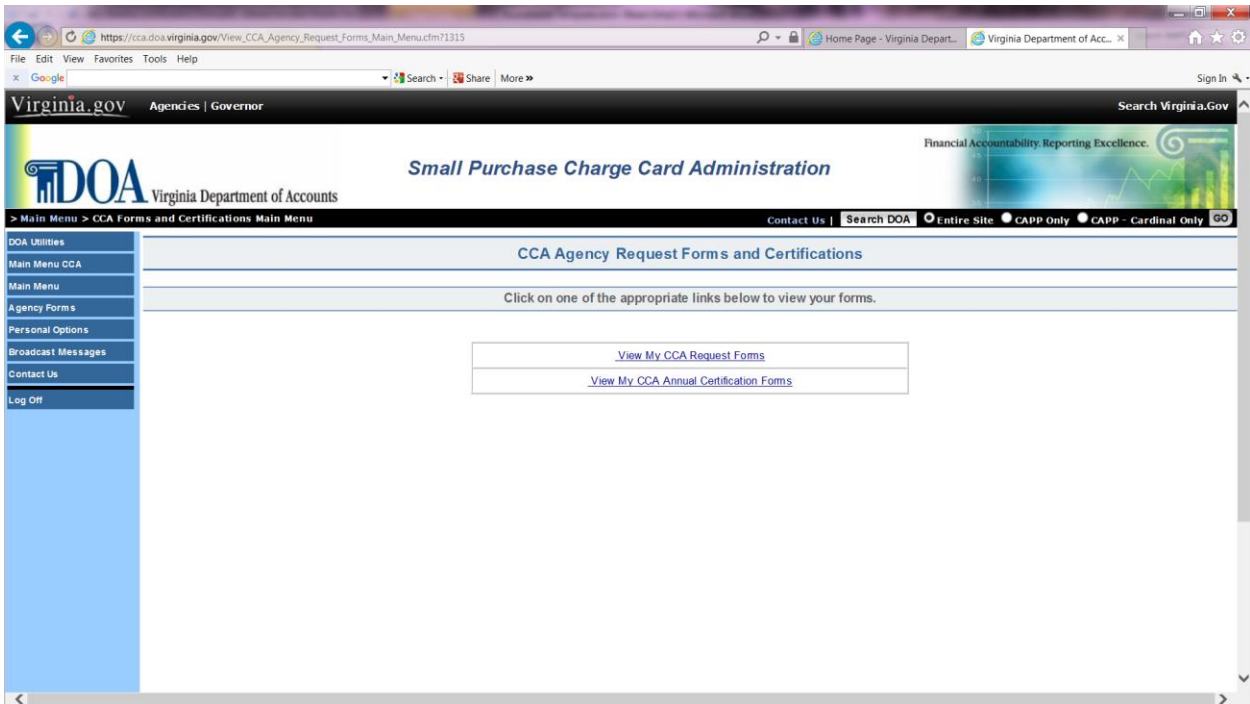 https://cca.doa.virginia.gov/View_CCA_Agency_Request_Forms_Main_Menu.cfm?1315
Home Page - Virginia Depart...
Virginia Department of Acc...
File Edit View Favorites Tools Help
x Google
Search
Share
More »
Sign In
Virginia.gov Agencies | Governor
Search Virginia.Gov
Financial Accountability. Reporting Excellence.
DOA Virginia Department of Accounts
Small Purchase Charge Card Administration
> Main Menu > CCA Forms and Certifications Main Menu
Contact Us | Search DOA Entire Site CAPP Only CAPP - Cardinal Only GO
DOA Utilities
Main Menu CCA
Main Menu
Agency Forms
Personal Options
Broadcast Messages
Contact Us
Log Off
CCA Agency Request Forms and Certifications
Click on one of the appropriate links below to view your forms.
View My CCA Request Forms
View My CCA Annual Certification Forms